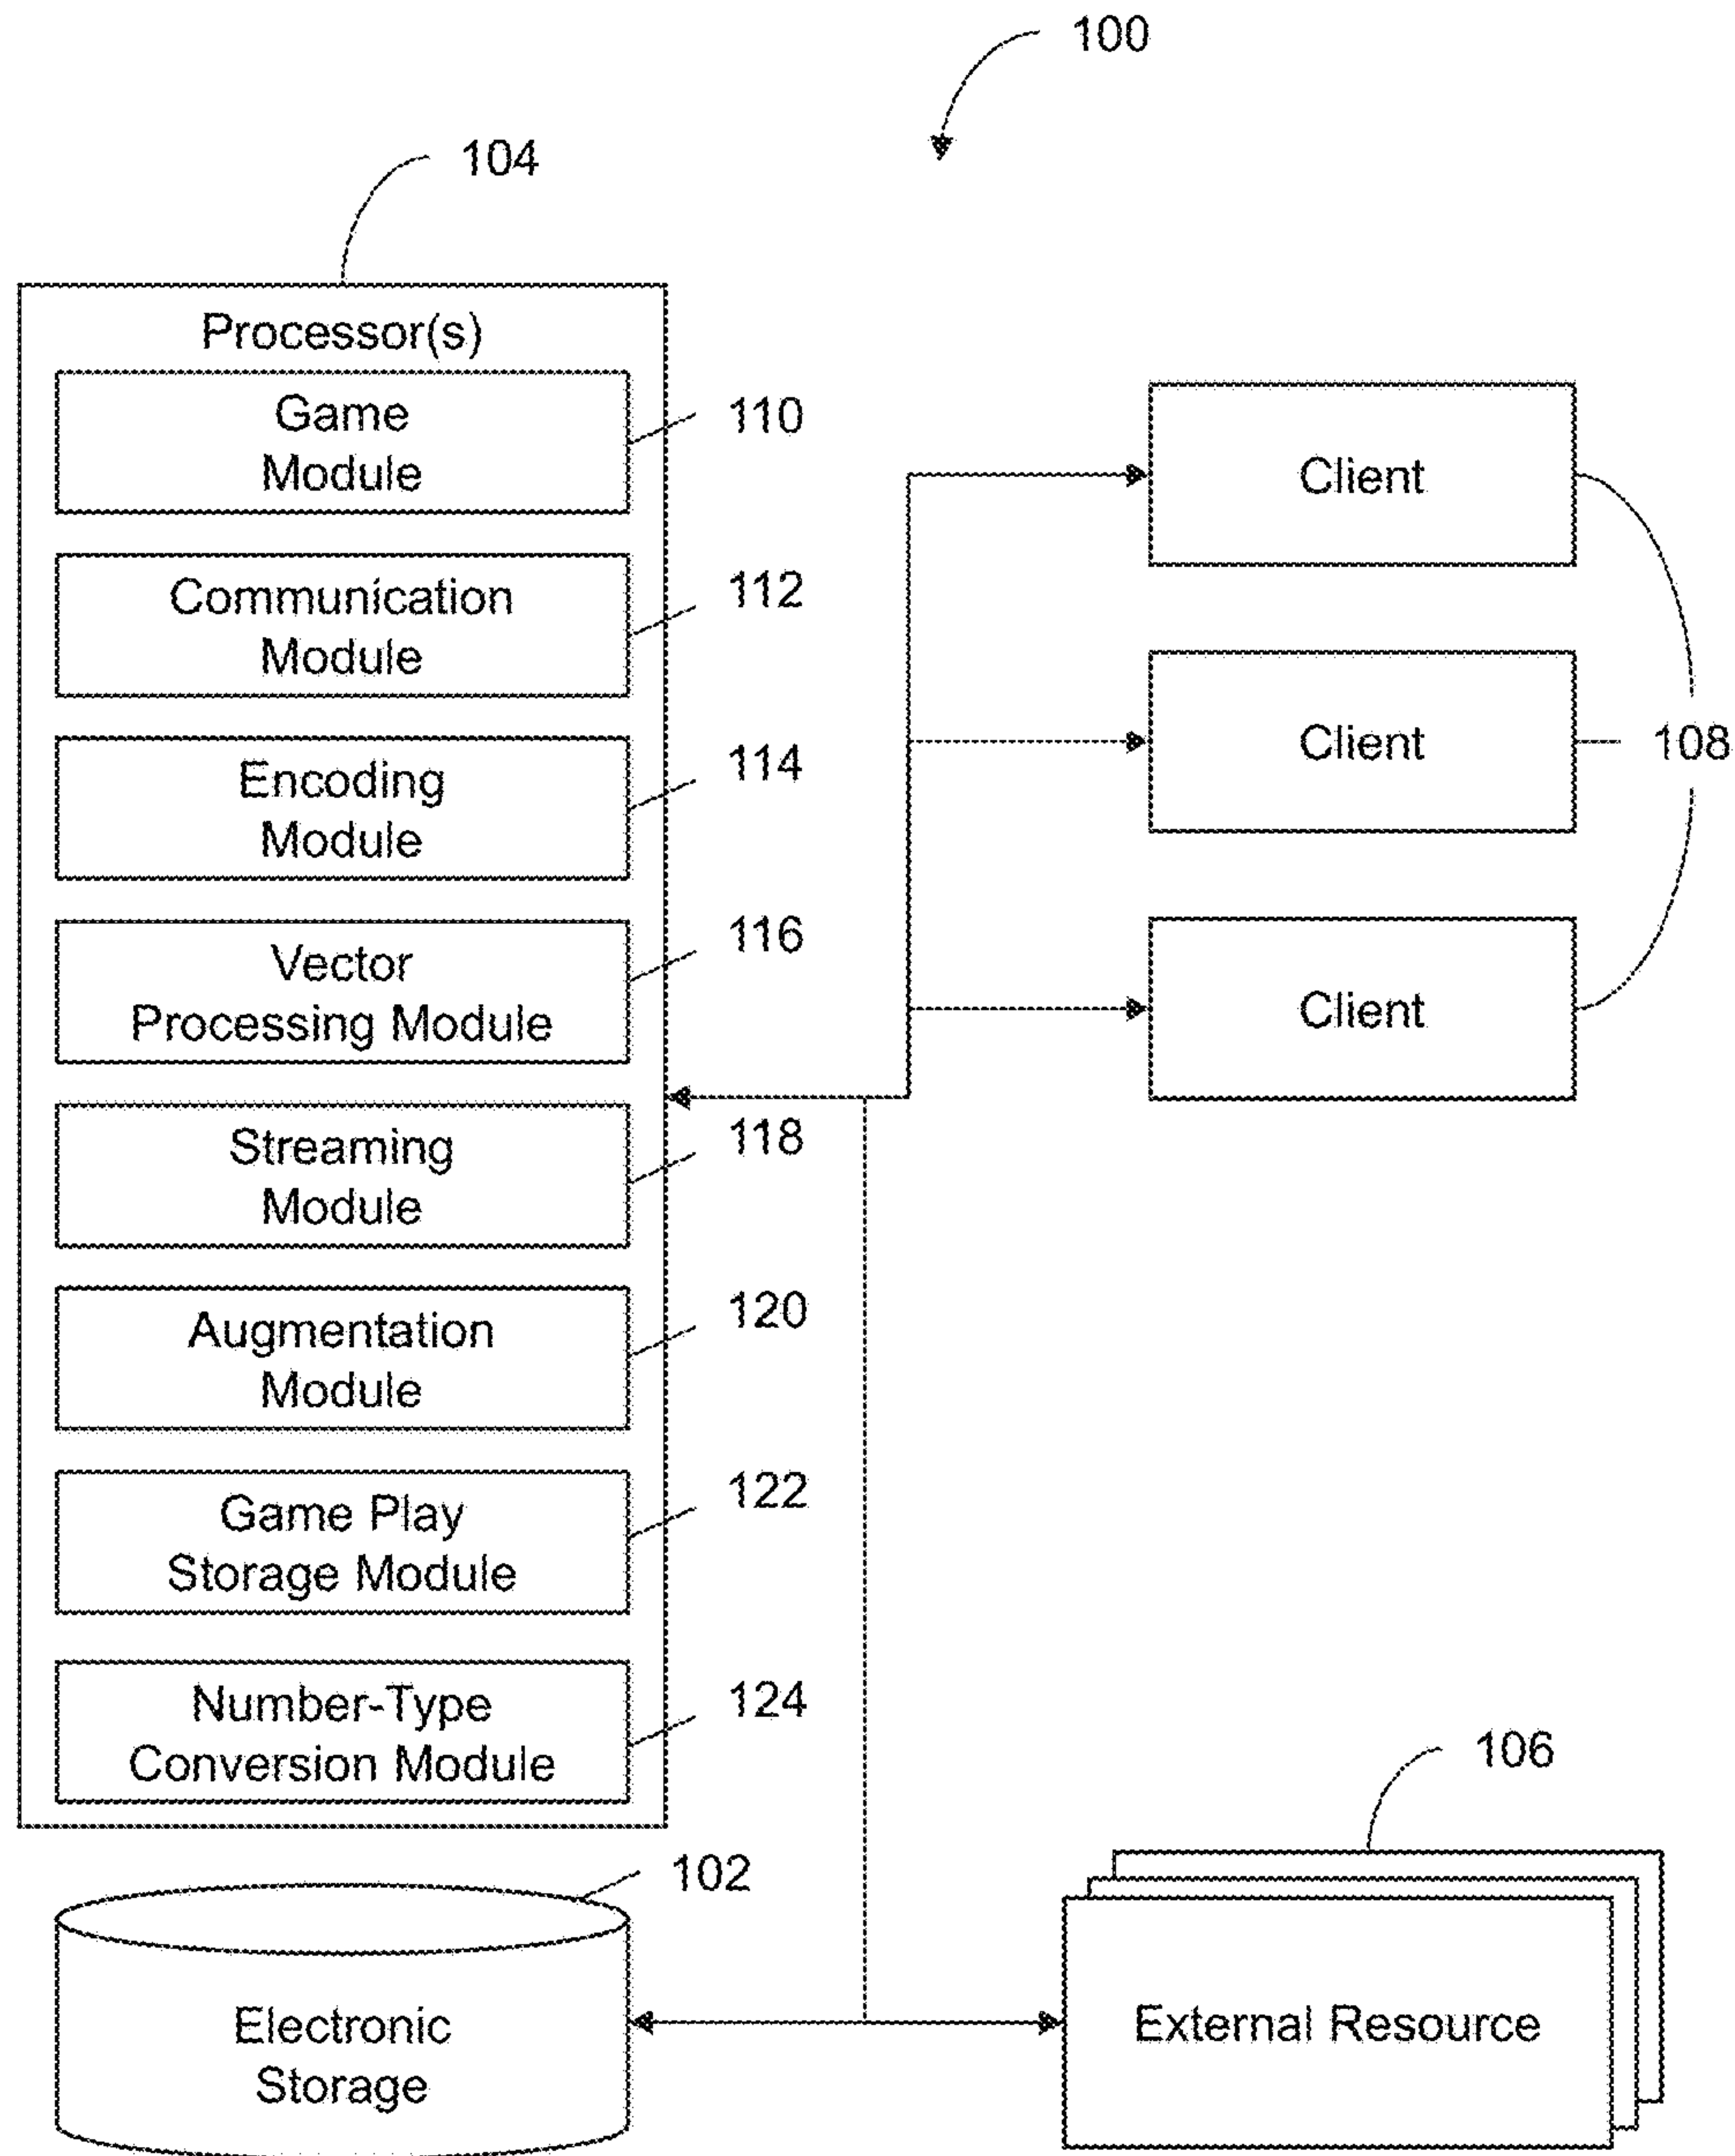 100
104
Processor(s)
Game
Module
110
Communication
Module
112
Encoding
Module
114
Vector
Processing Module
116
Streaming
Module
118
Augmentation
Module
120
Game Play
Storage Module
122
Number-Type
Conversion Module
124
Client
Client
108
Client
102
Electronic
Storage
106
External Resource